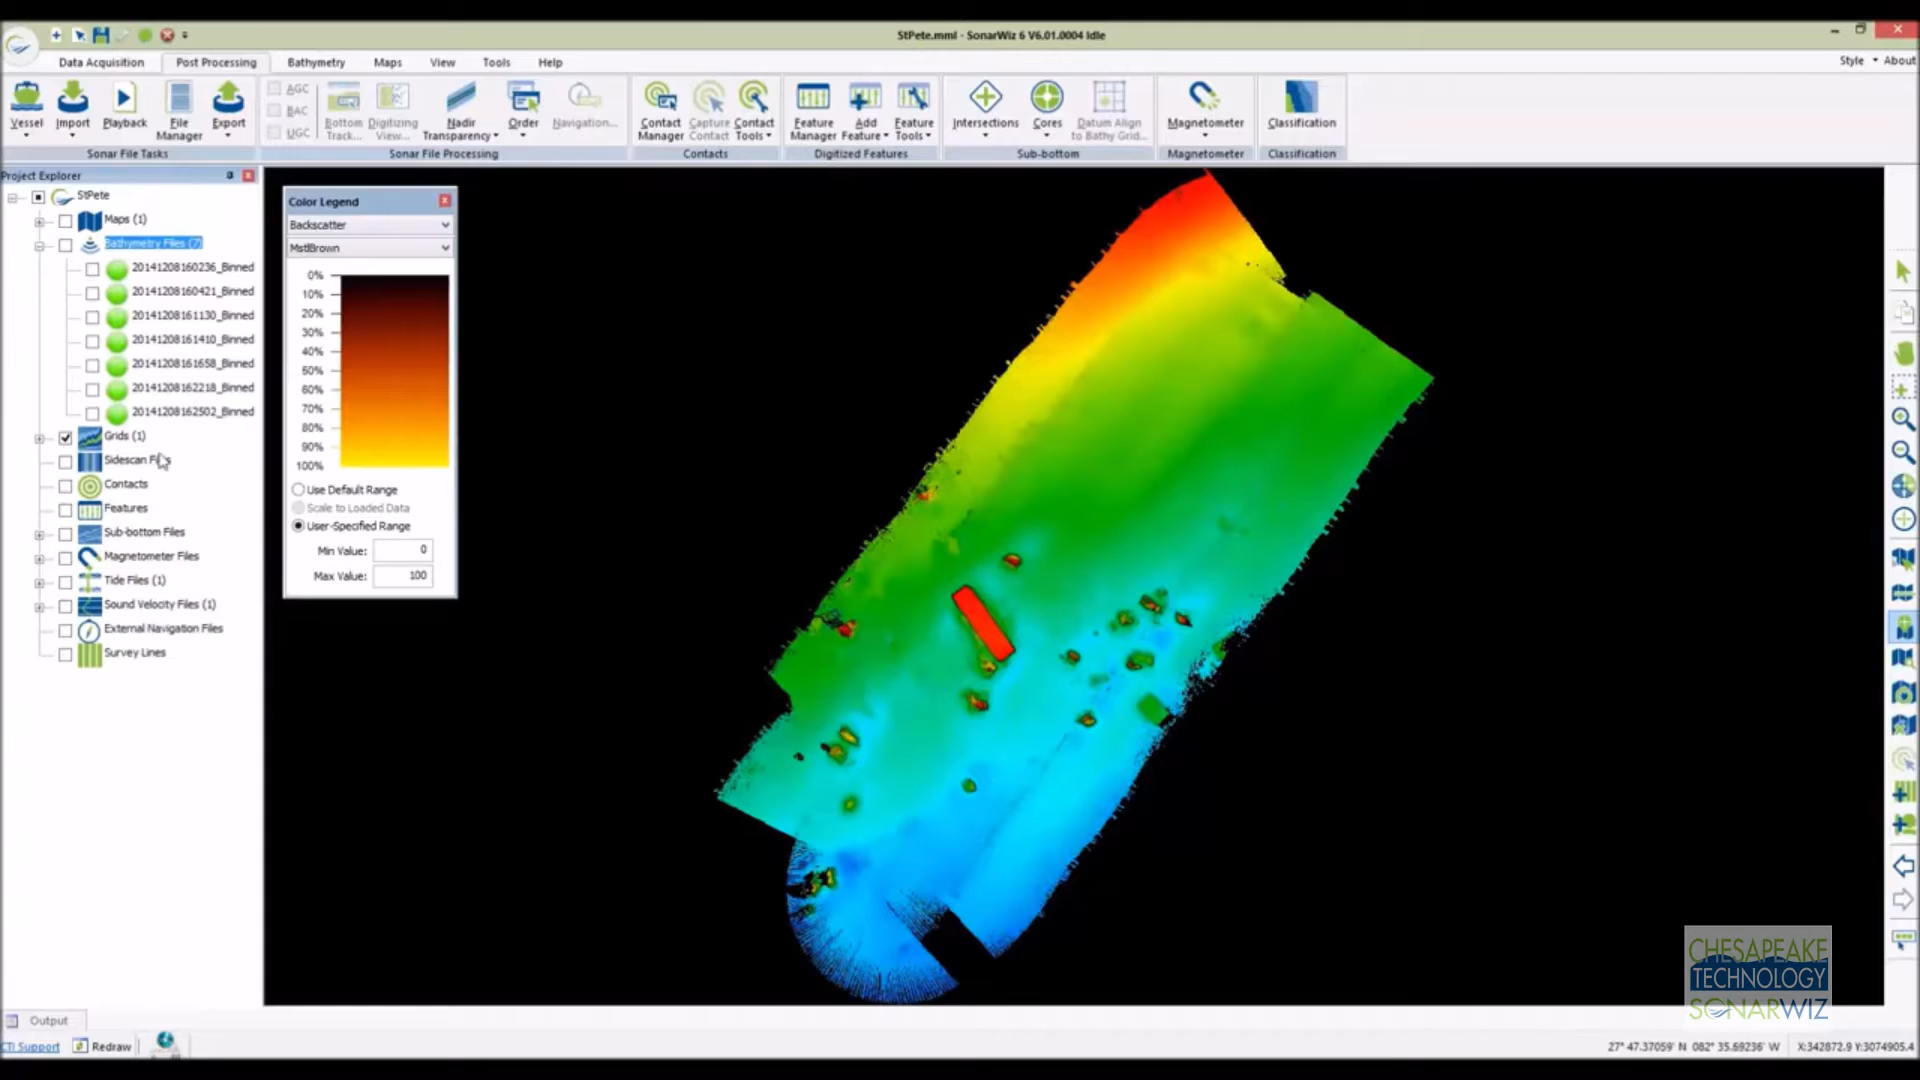 StPete.mml - SonarWiz 6 V6.01.0004 Idle
Data Acquisition
Post Processing
Bathymetry
Maps
View
Tools
Help
Style
About
Vessel
Import
Playback
File Manager
Export
AGC
BAC
UGC
Bottom Track...
Digitizing View...
Nadir Transparency
Order
Navigation...
Contact Manager
Capture Contact
Contact Tools
Feature Manager
Add Feature
Feature Tools
Intersections
Cores
Datum Align to Bathy Grid...
Magnetometer
Classification
Sonar File Tasks
Sonar File Processing
Contacts
Digitized Features
Sub-bottom
Magnetometer
Classification
Project Explorer
StPete
Maps (1)
Bathymetry Files (7)
20141208160236_Binned
20141208160421_Binned
20141208161130_Binned
20141208161410_Binned
20141208161658_Binned
20141208162218_Binned
20141208162502_Binned
Grids (1)
Sidescan Files
Contacts
Features
Sub-bottom Files
Magnetometer Files
Tide Files (1)
Sound Velocity Files (1)
External Navigation Files
Survey Lines
Color Legend
Backscatter
MstlBrown
0%
10%
20%
30%
40%
50%
60%
70%
80%
90%
100%
Use Default Range
Scale to Loaded Data
User-Specified Range
Min Value: 0
Max Value: 100
CHESAPEAKE
TECHNOLOGY
SONARWIZ
Output
CTI Support
Redraw
27° 47.37059' N 082° 35.69236' W
X:342872.9 Y:3074905.4